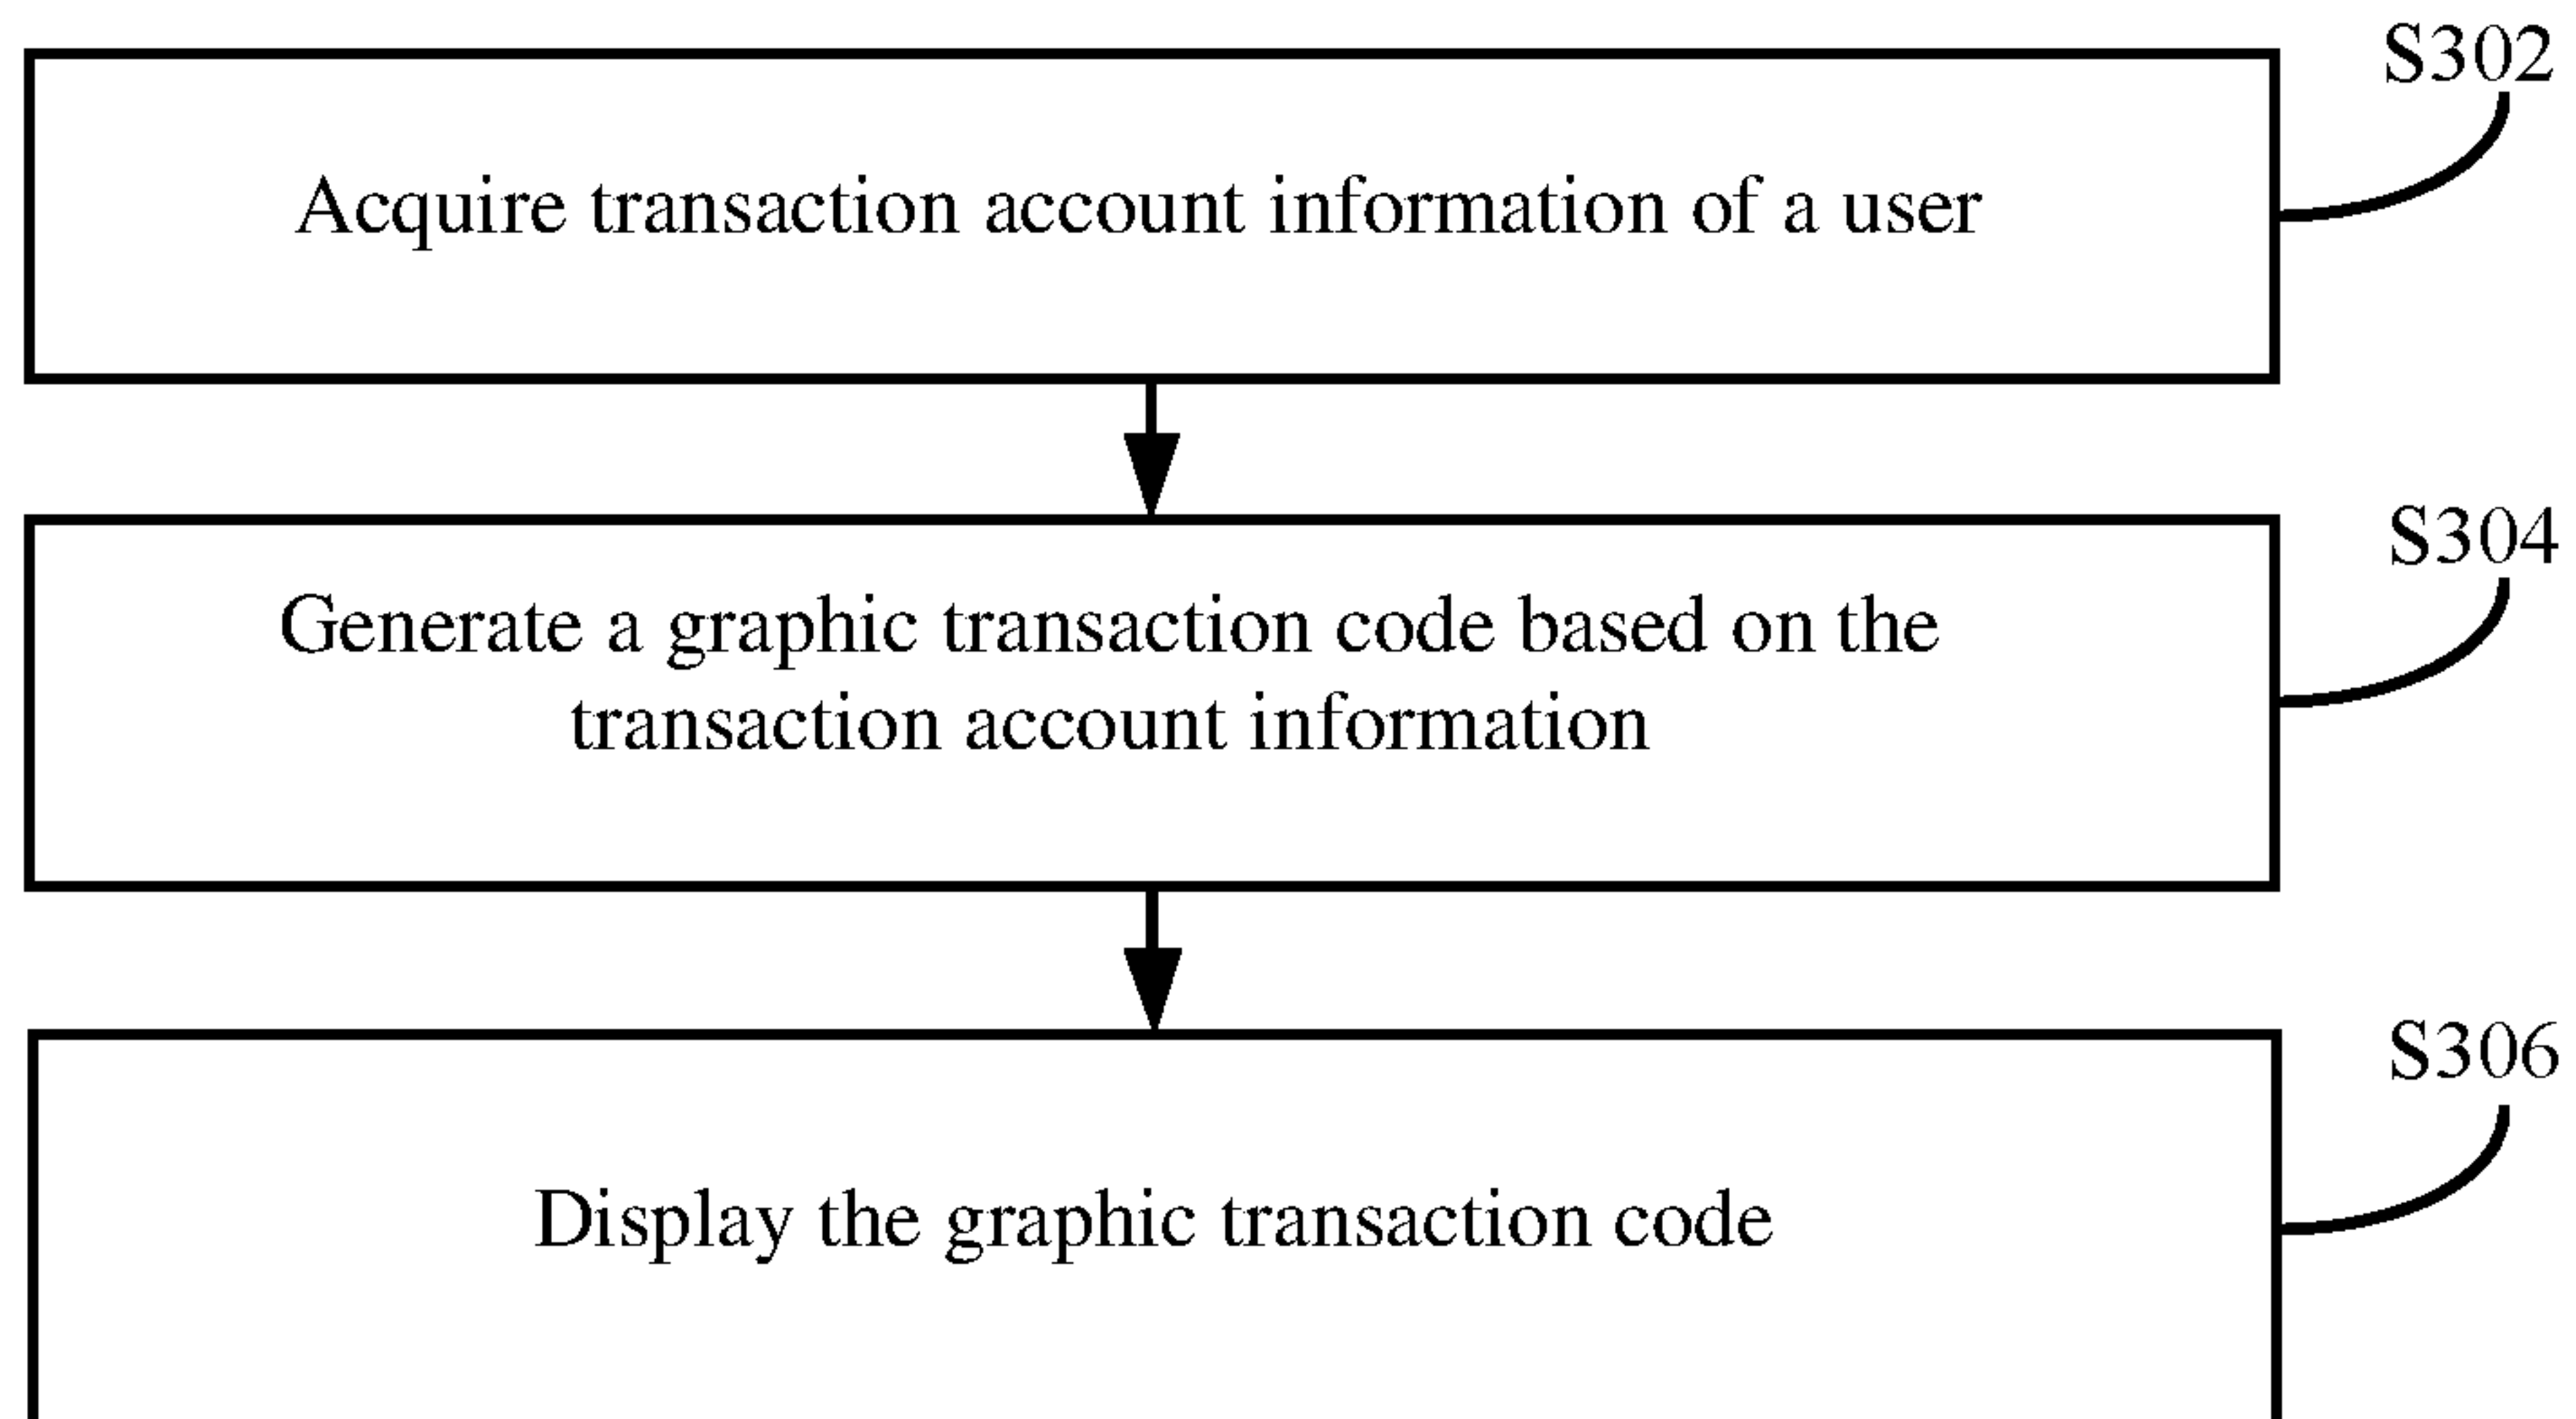 S302
Acquire transaction account information of a user
S304
Generate a graphic transaction code based on the
transaction account information
S306
Display the graphic transaction code